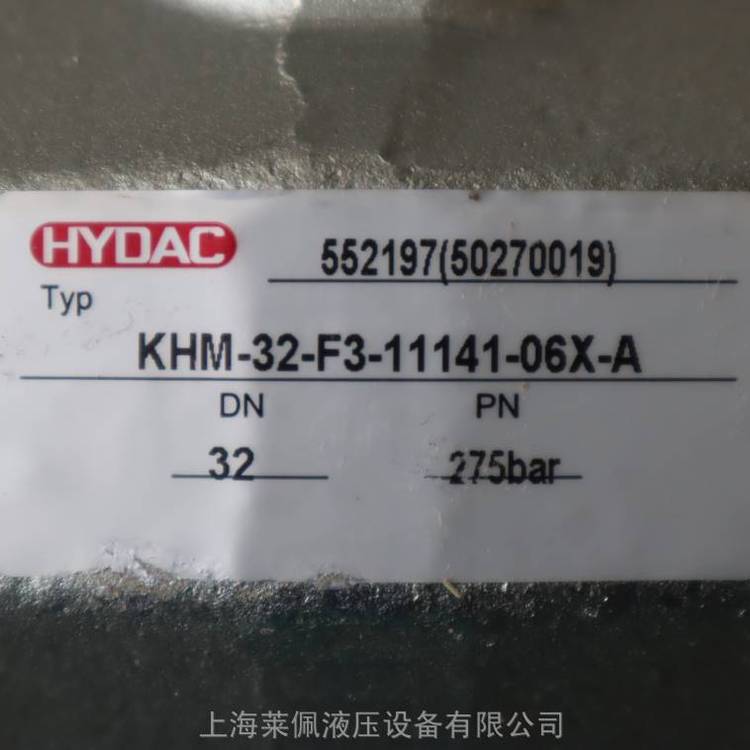 HYDAC
552197(50270019)
Typ
KHM-32-F3-11141-06X-A
DN PN
32 275bar
上海莱佩液压设备有限公司